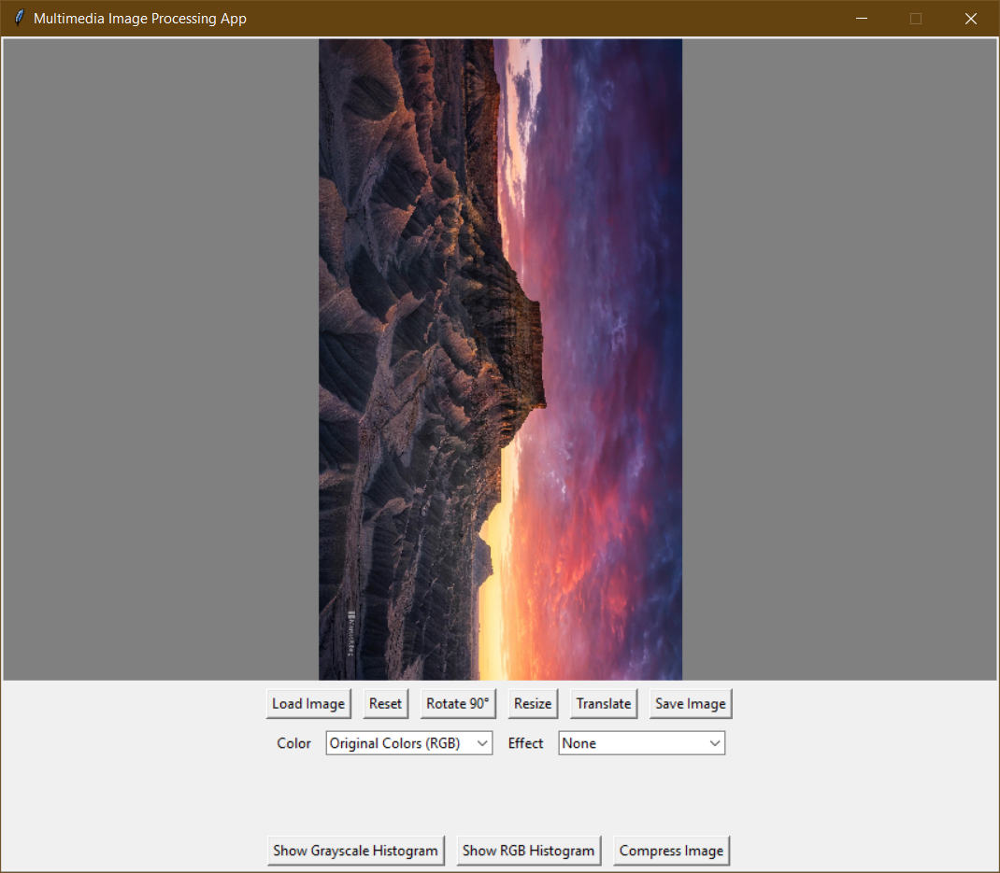 Multimedia Image Processing App
Load Image Reset Rotate 90° Resize Translate Save Image
Color Original Colors (RGB) Effect None
Show Grayscale Histogram Show RGB Histogram Compress Image